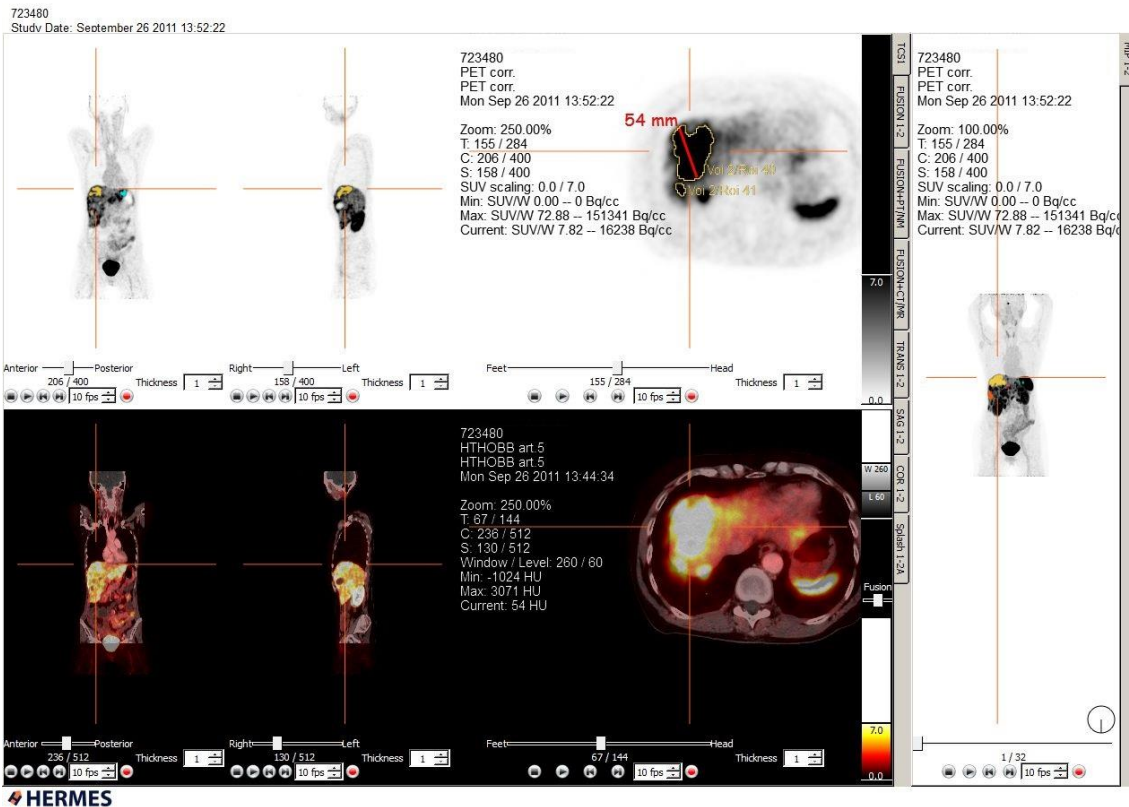 723480
Study Date: September 26 2011 13:52:22
723480
PET corr.
PET corr.
Mon Sep 26 2011 13:52:22
Zoom: 250.00%
T: 155 / 284
C: 206 / 400
S: 158 / 400
SUV scaling: 0.0 / 7.0
Min: SUV/W 0.00 -- 0 Bq/cc
Max: SUV/W 72.88 -- 151341 Bq/cc
Current: SUV/W 7.82 -- 16238 Bq/cc
54 mm
Vol 2/Roi 40
Vol 2/Roi 41
7.0
0.0
Anterior Posterior
206 / 400
Thickness 1
10 fps
Right Left
158 / 400
Thickness 1
10 fps
Feet Head
155 / 284
Thickness 1
10 fps
723480
HTHOBB art.5
HTHOBB art.5
Mon Sep 26 2011 13:44:34
Zoom: 250.00%
T: 67 / 144
C: 236 / 512
S: 130 / 512
Window / Level: 260 / 60
Min: -1024 HU
Max: 3071 HU
Current: 54 HU
W 260
L 60
Fusion
7.0
0.0
Anterior Posterior
236 / 512
Thickness 1
10 fps
Right Left
130 / 512
Thickness 1
10 fps
Feet Head
67 / 144
Thickness 1
10 fps
TCS1
FUSION 1-2
FUSION+PT/NM
FUSION+CT/MR
TRANS 1-2
SAG 1-2
COR 1-2
Splash 1-2A
723480
PET corr.
PET corr.
Mon Sep 26 2011 13:52:22
Zoom: 100.00%
T: 155 / 284
C: 206 / 400
S: 158 / 400
SUV scaling: 0.0 / 7.0
Min: SUV/W 0.00 -- 0 Bq/cc
Max: SUV/W 72.88 -- 151341 Bq/c
Current: SUV/W 7.82 -- 16238 Bq/c
MIP 1-2
1 / 32
10 fps
HERMES